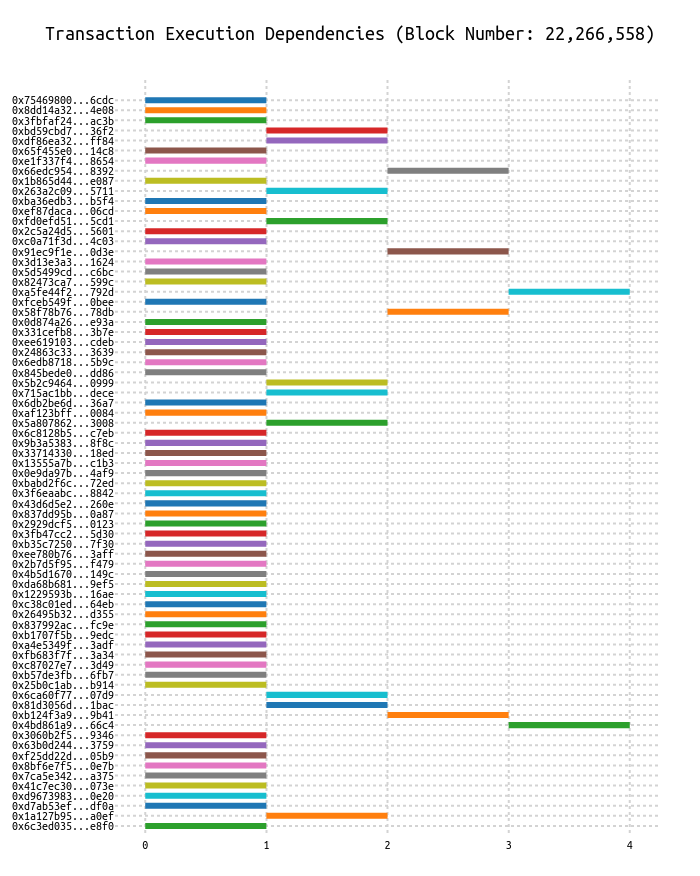 Transaction Execution Dependencies (Block Number: 22,266,558)
0x75469800...6cdc
0x8dd14a32...4e08
0x3fbfaf24...ac3b
0xbd59cbd7...36f2
0xdf86ea32...ff84
0x65f455e0...14c8
0xe1f337f4...8654
0x66edc954...8392
0x1b865d44...e087
0x263a2c09...5711
0xba36edb3...b5f4
0xef87daca...06cd
0xfd0efd51...5cd1
0x2c5a24d5...5601
0xc0a71f3d...4c03
0x91ec9f1e...0d3e
0x3d13e3a3...1624
0x5d5499cd...c6bc
0x82473ca7...599c
0xa5fe44f2...792d
0xfceb549f...0bee
0x58f78b76...78db
0x0d874a26...e93a
0x331cefb8...3b7e
0xee619103...cdeb
0x24863c33...3639
0x6edb8718...5b9c
0x845bede0...dd86
0x5b2c9464...0999
0x715ac1bb...dece
0x6db2be6d...36a7
0xaf123bff...0084
0x5a807862...3008
0x6c8128b5...c7eb
0x9b3a5383...8f8c
0x33714330...18ed
0x13555a7b...c1b3
0x0e9da97b...4af9
0xbabd2f6c...72ed
0x3f6eaabc...8842
0x43d6d5e2...260e
0x837dd95b...0a87
0x2929dcf5...0123
0x3fb47cc2...5d30
0xb35c7250...7f30
0xee780b76...3aff
0x2b7d5f95...f479
0x4b5d1670...149c
0xda68b681...9ef5
0x1229593b...16ae
0xc38c01ed...64eb
0x26495b32...d355
0x837992ac...fc9e
0xb1707f5b...9edc
0xa4e5349f...3adf
0xfb683f7f...3a34
0xc87027e7...3d49
0xb57de3fb...6fb7
0x25b0c1ab...b914
0x6ca60f77...07d9
0x81d3056d...1bac
0xb124f3a9...9b41
0x4bd861a9...66c4
0x3060b2f5...9346
0x63b0d244...3759
0xf25dd22d...05b9
0x8bf6e7f5...0e7b
0x7ca5e342...a375
0x41c7ec30...073e
0xd9673983...0e20
0xd7ab53ef...df0a
0x1a127b95...a0ef
0x6c3ed035...e8f0
0 1 2 3 4